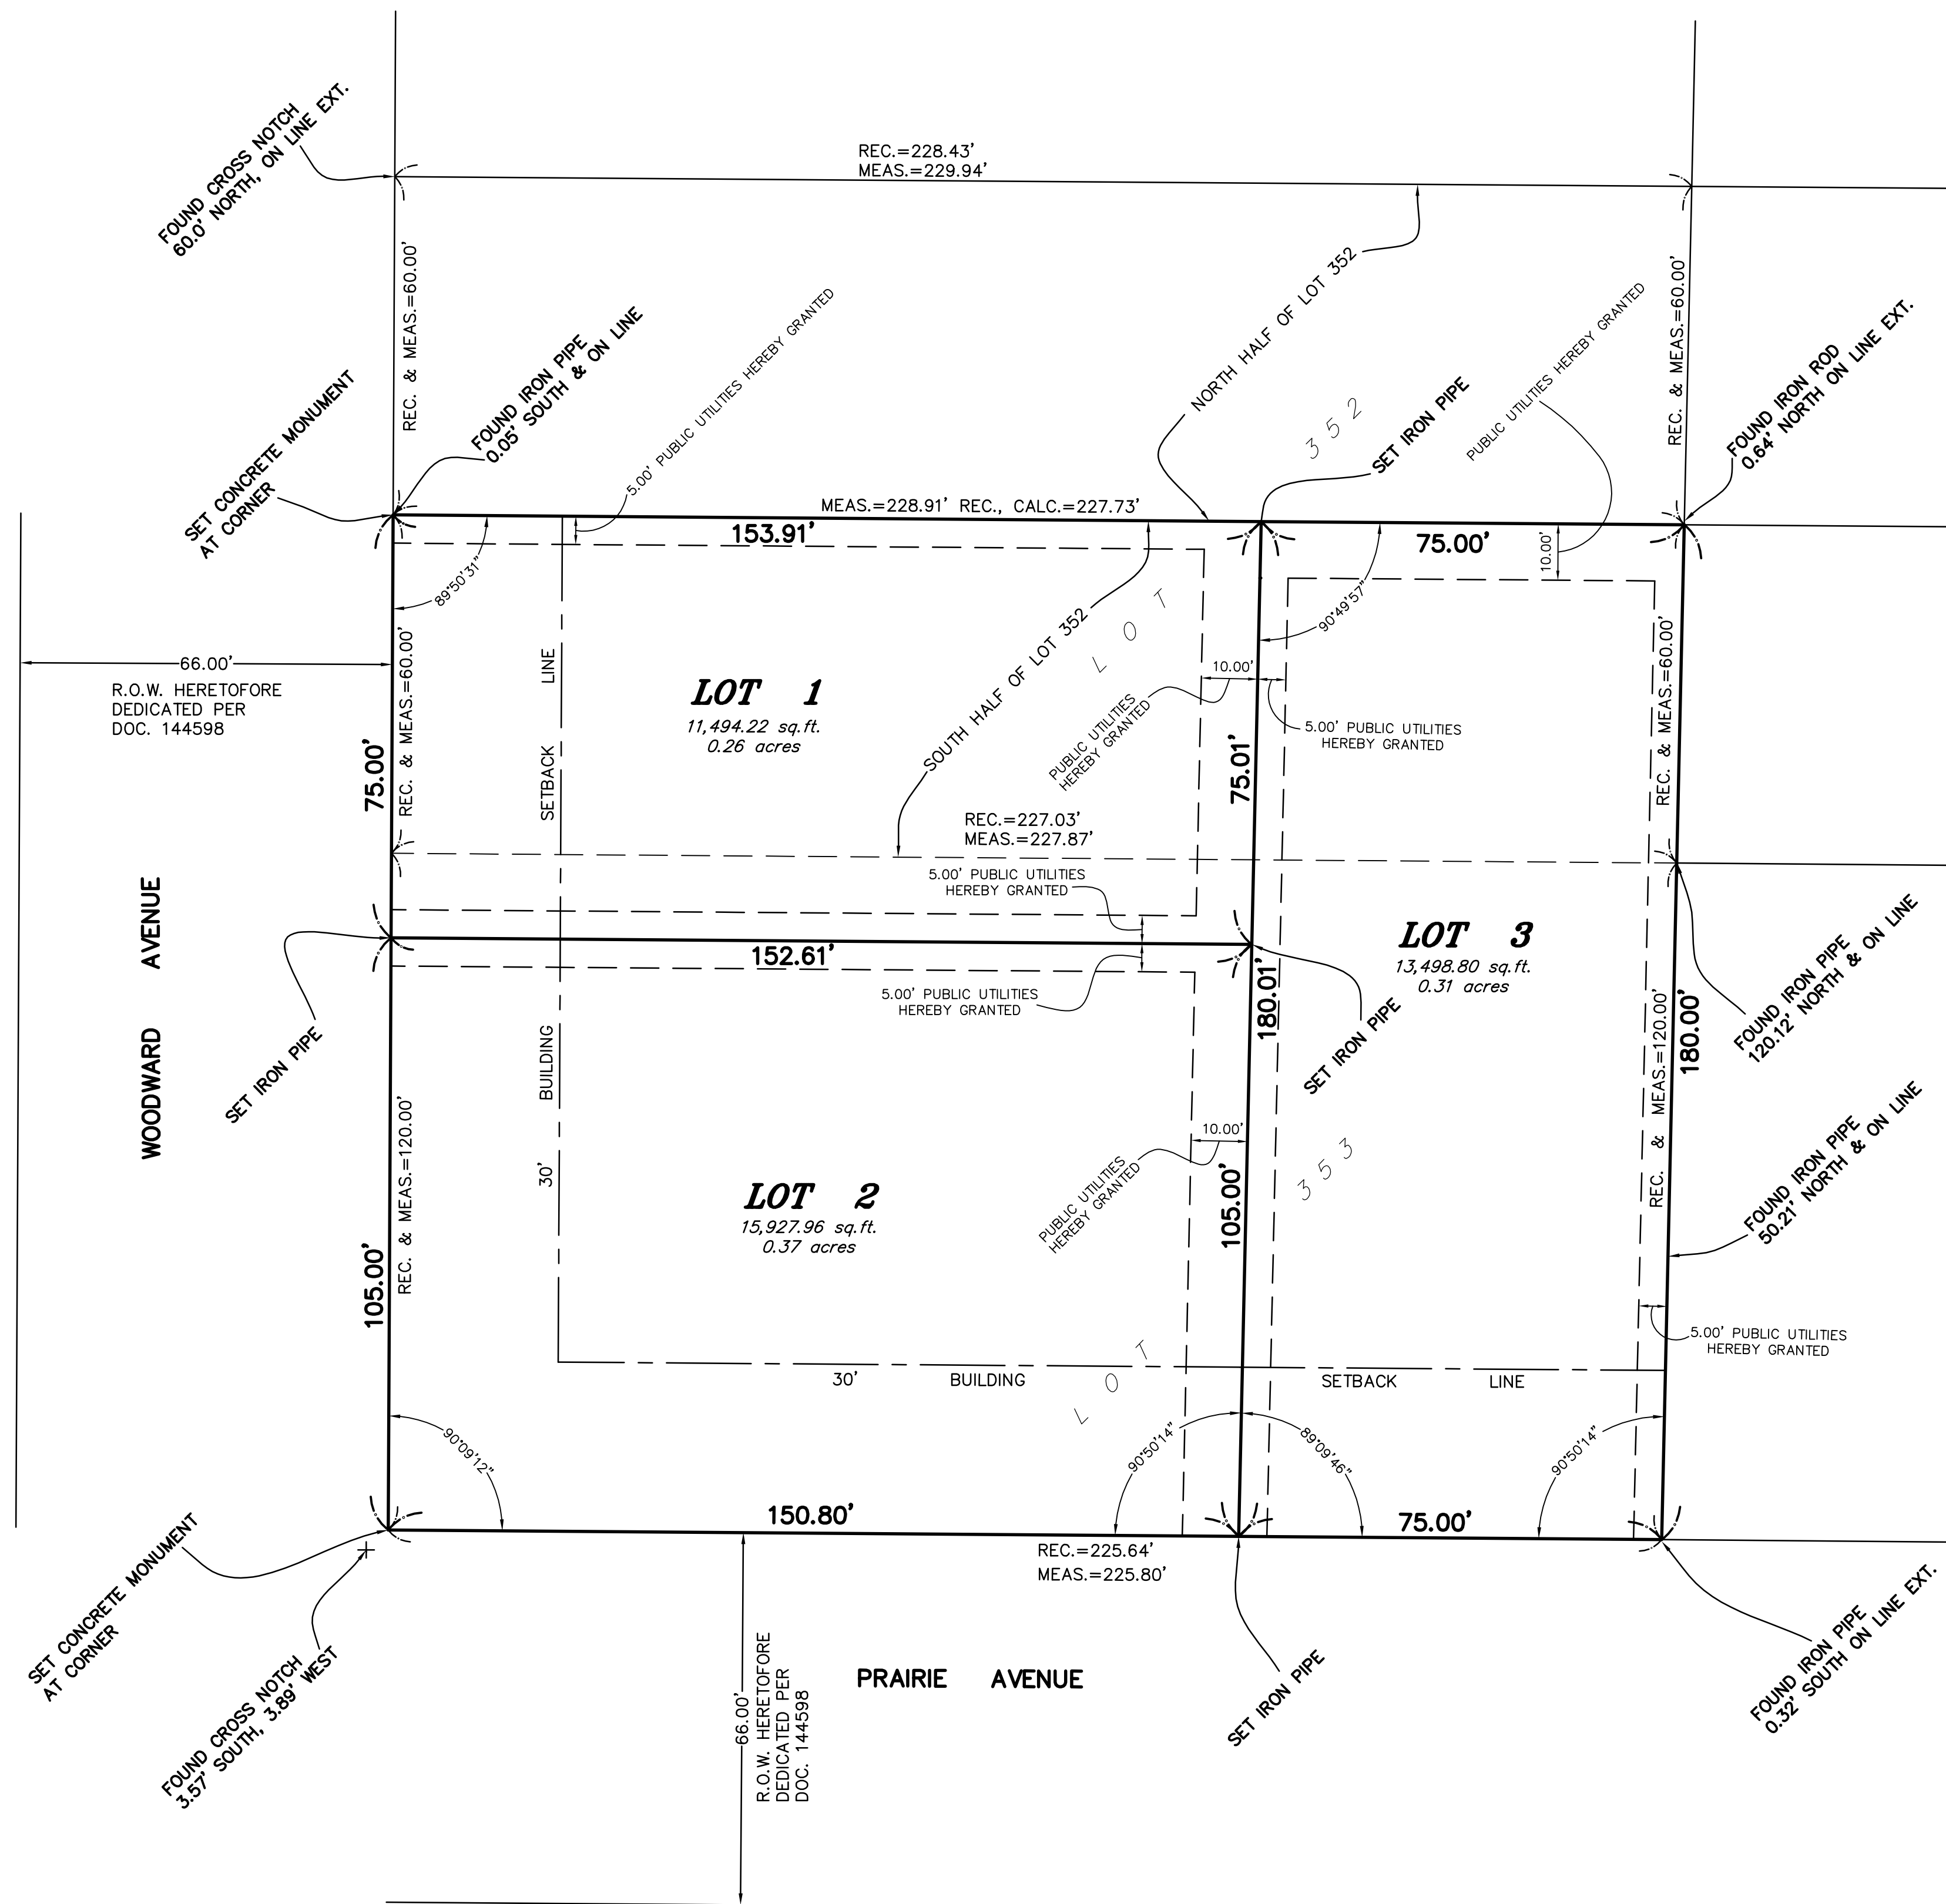 FOUND CROSS NOTCH
60.0' NORTH, ON LINE EXT.
REC.=228.43'
MEAS.=229.94'
REC. & MEAS.=60.00'
REC. & MEAS.=60.00'
NORTH HALF OF LOT 352
5.00' PUBLIC UTILITIES HEREBY GRANTED
PUBLIC UTILITIES HEREBY GRANTED
SET CONCRETE MONUMENT
AT CORNER
FOUND IRON PIPE
0.05' SOUTH & ON LINE
352
SET IRON PIPE
FOUND IRON ROD
0.64' NORTH ON LINE EXT.
MEAS.=228.91' REC., CALC.=227.73'
153.91'
75.00'
10.00'
89°50'31"
90°49'57"
LOT
66.00'
R.O.W. HERETOFORE
DEDICATED PER
DOC. 144598
REC. & MEAS.=60.00'
75.00'
SETBACK LINE
LOT 1
11,494.22 sq.ft.
0.26 acres
SOUTH HALF OF LOT 352
10.00'
PUBLIC UTILITIES
HEREBY GRANTED
5.00' PUBLIC UTILITIES
HEREBY GRANTED
75.01'
REC. & MEAS.=60.00'
REC.=227.03'
MEAS.=227.87'
5.00' PUBLIC UTILITIES
HEREBY GRANTED
WOODWARD AVENUE
152.61'
5.00' PUBLIC UTILITIES
HEREBY GRANTED
LOT 3
13,498.80 sq.ft.
0.31 acres
180.01'
SET IRON PIPE
SET IRON PIPE
REC. & MEAS.=120.00'
180.00'
FOUND IRON PIPE
120.12' NORTH & ON LINE
30' BUILDING
REC. & MEAS.=120.00'
105.00'
LOT 2
15,927.96 sq.ft.
0.37 acres
10.00'
PUBLIC UTILITIES
HEREBY GRANTED
105.00'
353
FOUND IRON PIPE
50.21' NORTH & ON LINE
5.00' PUBLIC UTILITIES
HEREBY GRANTED
LOT
30' BUILDING SETBACK LINE
90°09'12"
90°50'14"
89°09'46"
90°50'14"
150.80'
75.00'
REC.=225.64'
MEAS.=225.80'
SET CONCRETE MONUMENT
AT CORNER
FOUND CROSS NOTCH
3.57' SOUTH, 3.89' WEST
66.00'
R.O.W. HERETOFORE
DEDICATED PER
DOC. 144598
PRAIRIE AVENUE
SET IRON PIPE
FOUND IRON PIPE
0.32' SOUTH ON LINE EXT.